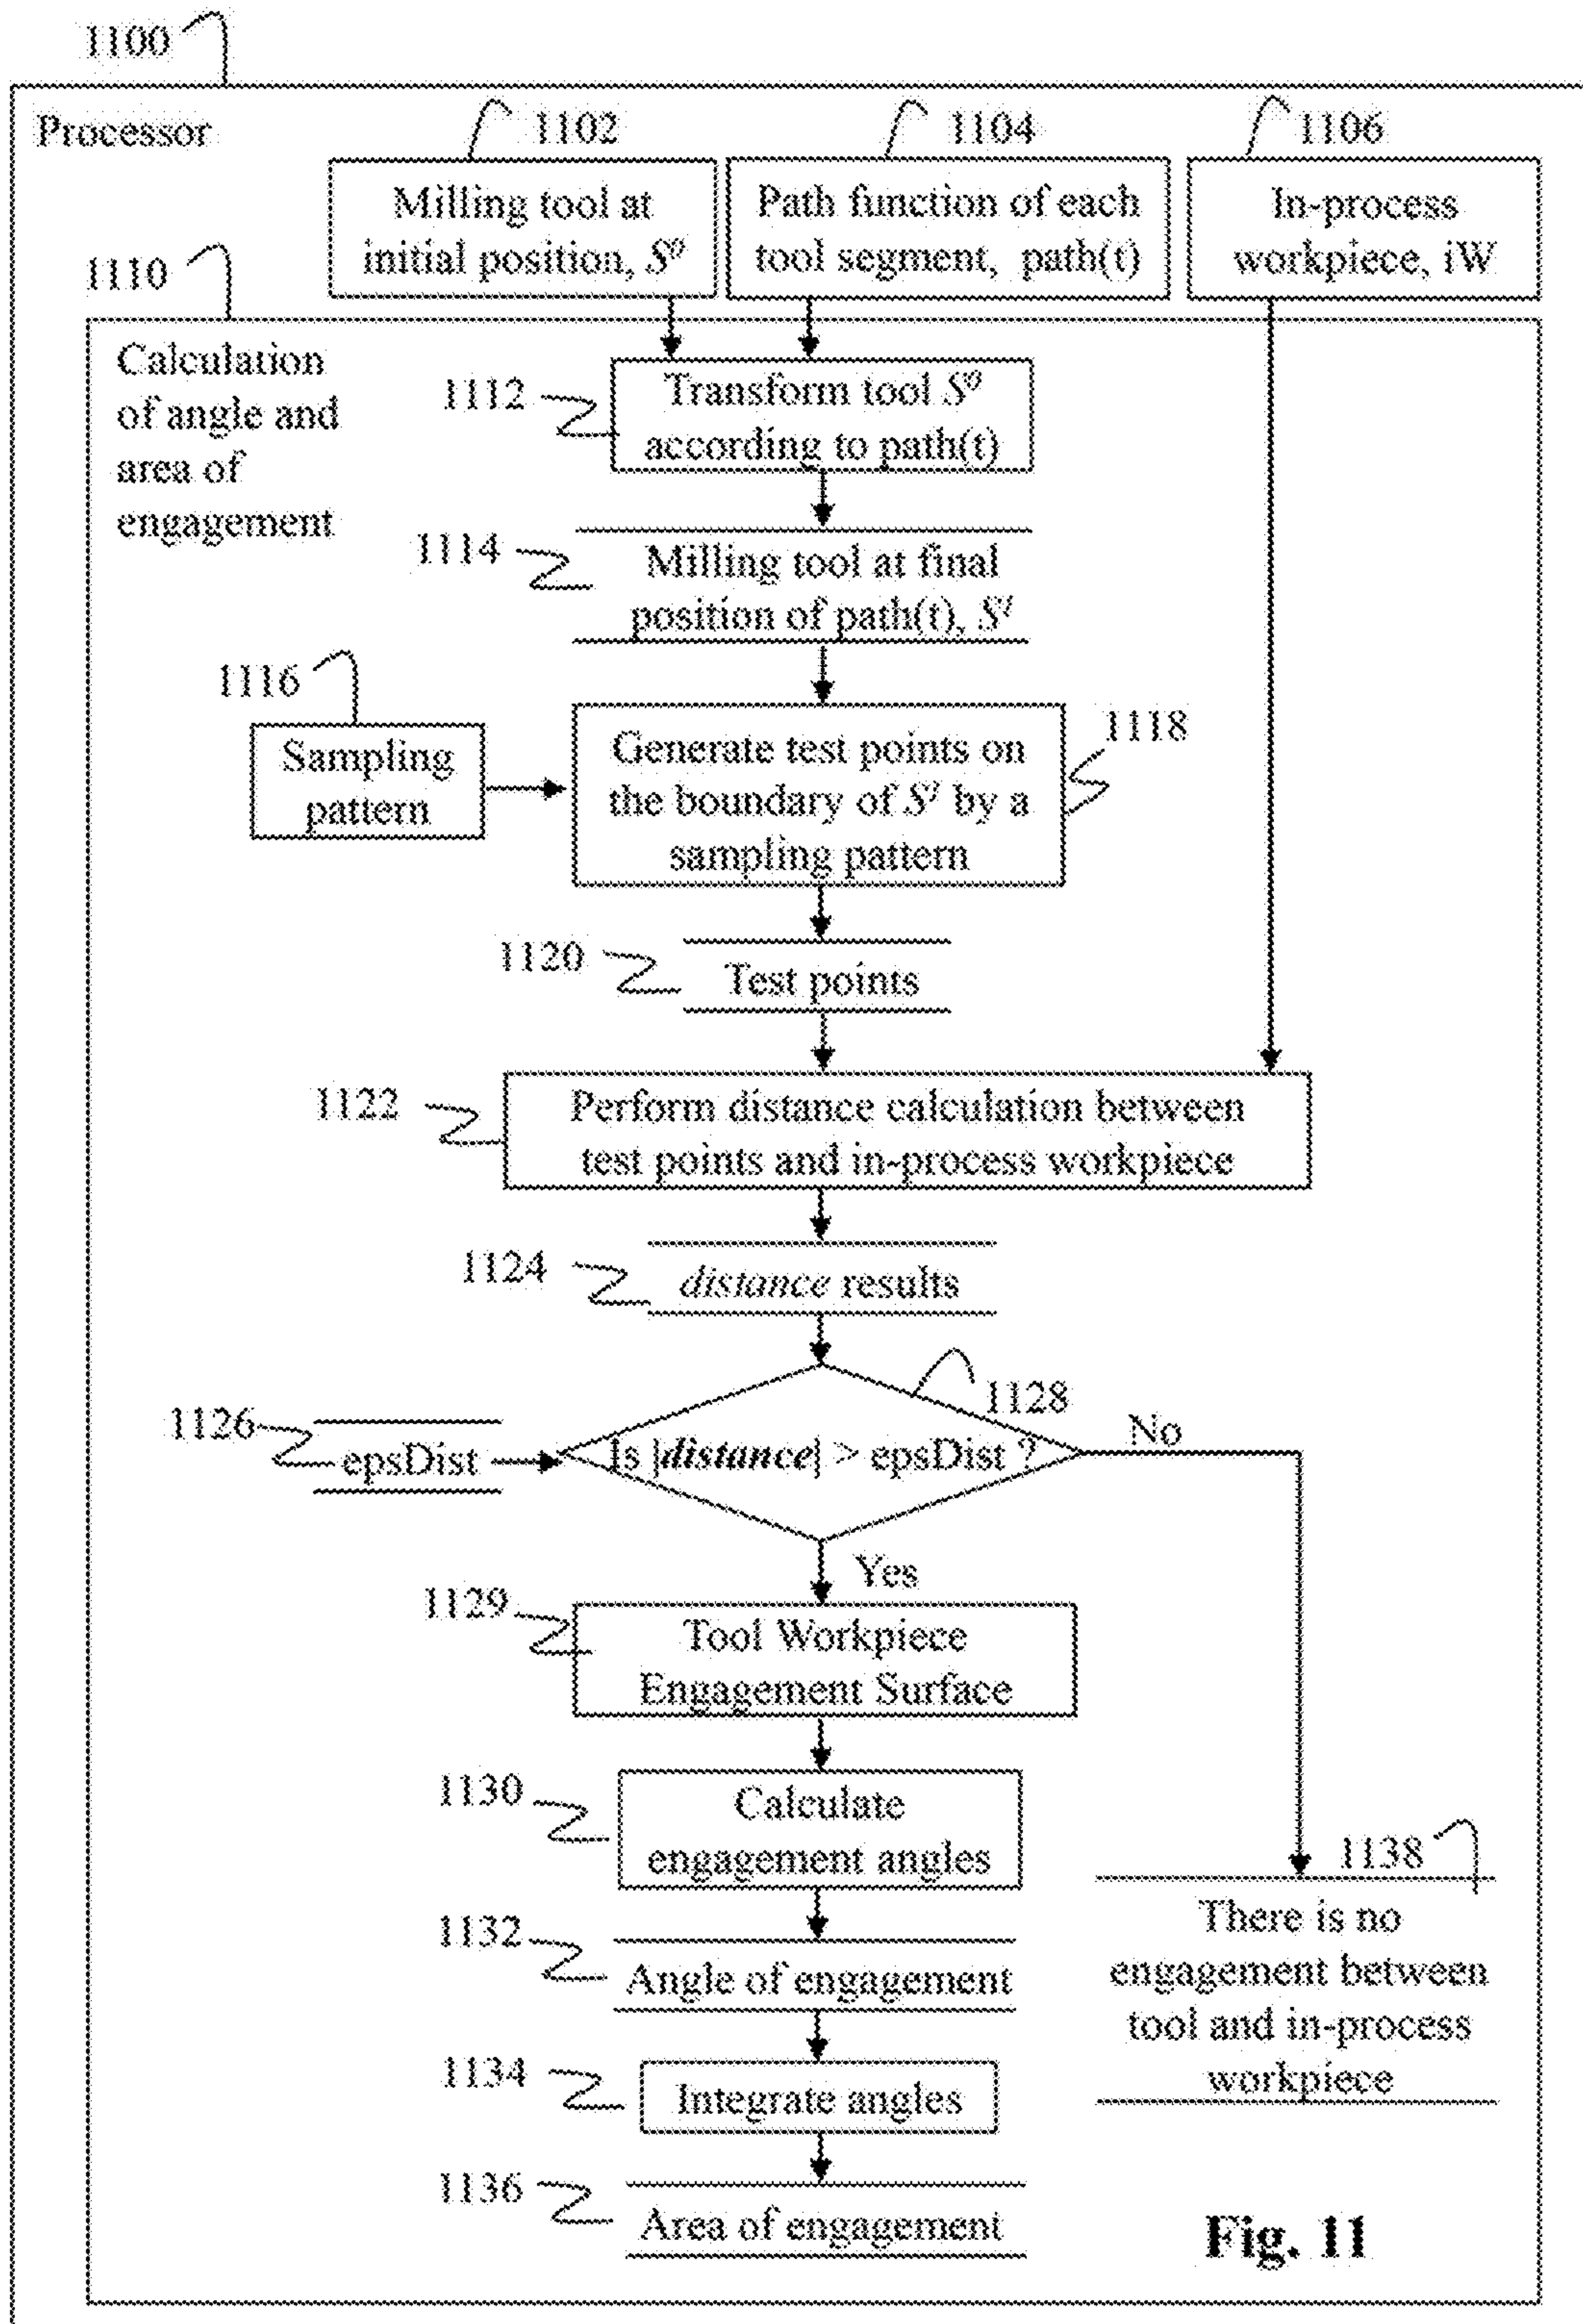 1100
Processor
1102
1104
1106
Milling tool at
initial position, S⁰
Path function of each
tool segment, path(t)
In-process
workpiece, iW
1110
Calculation
of angle and
area of
engagement
1112
Transform tool S⁰
according to path(t)
1114
Milling tool at final
position of path(t), Sʲ
1116
Sampling
pattern
1118
Generate test points on
the boundary of Sʲ by a
sampling pattern
1120
Test points
1122
Perform distance calculation between
test points and in-process workpiece
1124
distance results
1126
epsDist
1128
Is |distance| > epsDist ?
No
Yes
1129
Tool Workpiece
Engagement Surface
1130
Calculate
engagement angles
1132
Angle of engagement
1134
Integrate angles
1136
Area of engagement
1138
There is no
engagement between
tool and in-process
workpiece
Fig. 11